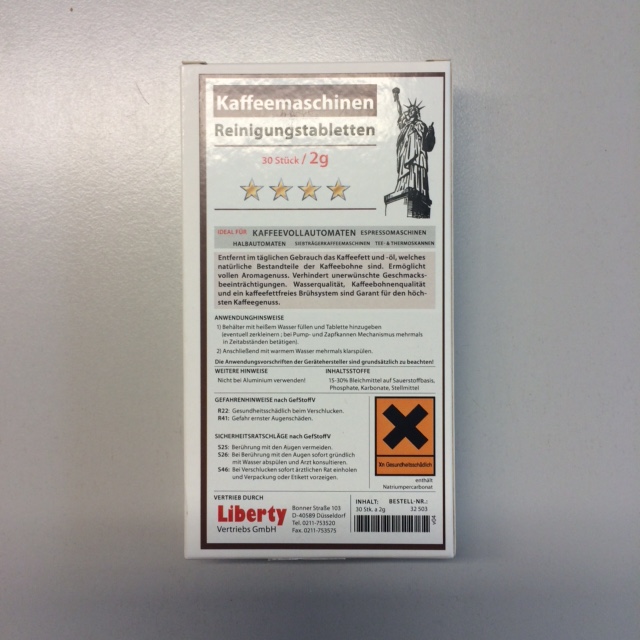 Kaffeemaschinen
Reinigungstabletten
30 Stück / 2g
IDEAL FÜR KAFFEEVOLLAUTOMATEN ESPRESSOMASCHINEN
HALBAUTOMATEN SIEBTRÄGERKAFFEEMASCHINEN TEE- & THERMOSKANNEN
Entfernt im täglichen Gebrauch das Kaffeefett und -öl, welches
natürliche Bestandteile der Kaffeebohne sind. Ermöglicht
vollen Aromagenuss. Verhindert unerwünschte Geschmacks-
beeinträchtigungen. Wasserqualität, Kaffeebohnenqualität
und ein kaffeefettfreies Brühsystem sind Garant für den höch-
sten Kaffeegenuss.
ANWENDUNGHINWEISE
1) Behälter mit heißem Wasser füllen und Tablette hinzugeben
(eventuell zerkleinern ; bei Pump- und Zapfkannen Mechanismus mehrmals
in Zeitabständen betätigen).
2) Anschließend mit warmem Wasser mehrmals klarspülen.
Die Anwendungsvorschriften der Gerätehersteller sind grundsätzlich zu beachten!
WEITERE HINWEISE
Nicht bei Aluminium verwenden!
INHALTSSTOFFE
15-30% Bleichmittel auf Sauerstoffbasis,
Phosphate, Karbonate, Stellmittel
GEFAHRENHINWEISE nach GefStoffV
R22: Gesundheitsschädlich beim Verschlucken.
R41: Gefahr ernster Augenschäden.
SICHERHEITSRATSCHLÄGE nach GefStoffV
S25: Berührung mit den Augen vermeiden.
S26: Bei Berührung mit den Augen sofort gründlich
mit Wasser abspülen und Arzt konsultieren.
S46: Bei Verschlucken sofort ärztlichen Rat einholen
und Verpackung oder Etikett vorzeigen.
Xn Gesundheitsschädlich
enthält
Natriumpercarbonat
VERTRIEB DURCH
Liberty
Vertriebs GmbH
Bonner Straße 103
D-40589 Düsseldorf
Tel. 0211-753520
Fax. 0211-753575
INHALT: BESTELL-NR.:
30 Stk. a 2g 32 503